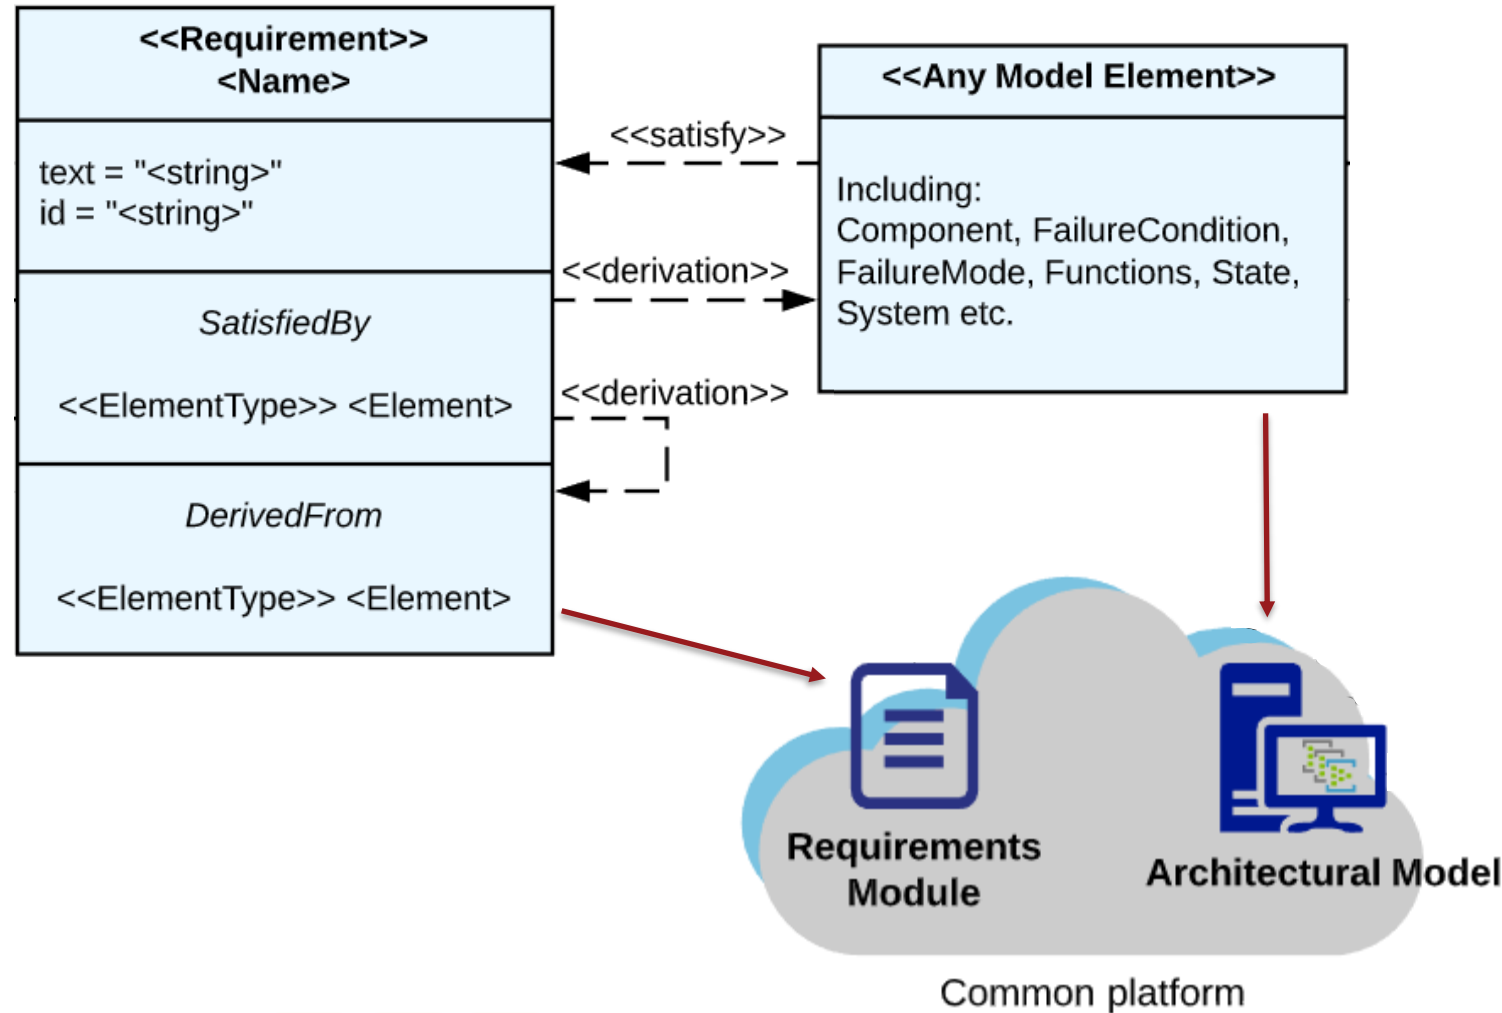 <<Requirement>>
<Name>
text = "<string>"
id = "<string>"
SatisfiedBy
<<ElementType>> <Element>
DerivedFrom
<<ElementType>> <Element>
<<satisfy>>
<<derivation>>
<<derivation>>
<<Any Model Element>>
Including:
Component, FailureCondition,
FailureMode, Functions, State,
System etc.
Requirements
Module
Architectural Model
Common platform